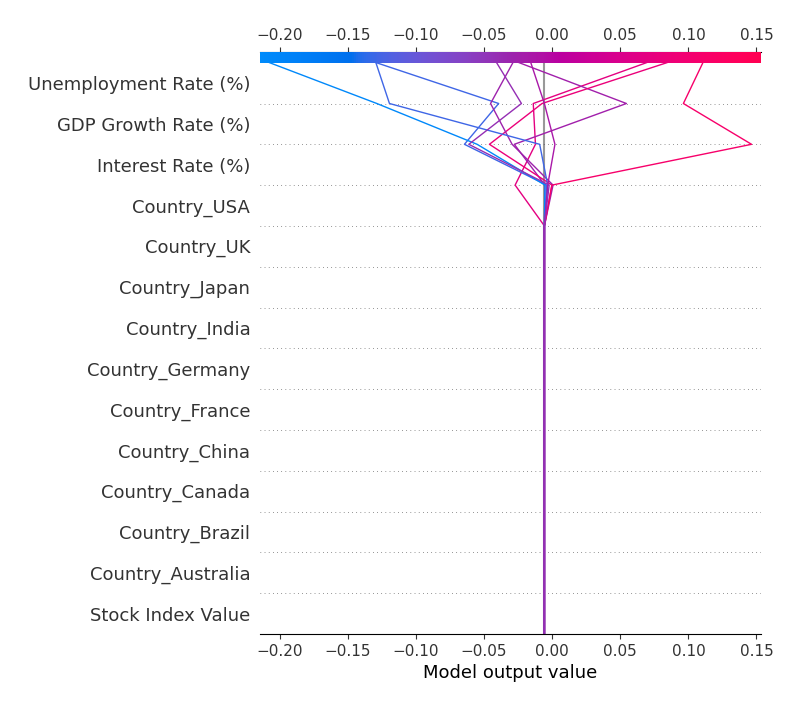 −0.20 −0.15 −0.10 −0.05 0.00 0.05 0.10 0.15
Unemployment Rate (%)
GDP Growth Rate (%)
Interest Rate (%)
Country_USA
Country_UK
Country_Japan
Country_India
Country_Germany
Country_France
Country_China
Country_Canada
Country_Brazil
Country_Australia
Stock Index Value
−0.20 −0.15 −0.10 −0.05 0.00 0.05 0.10 0.15
Model output value